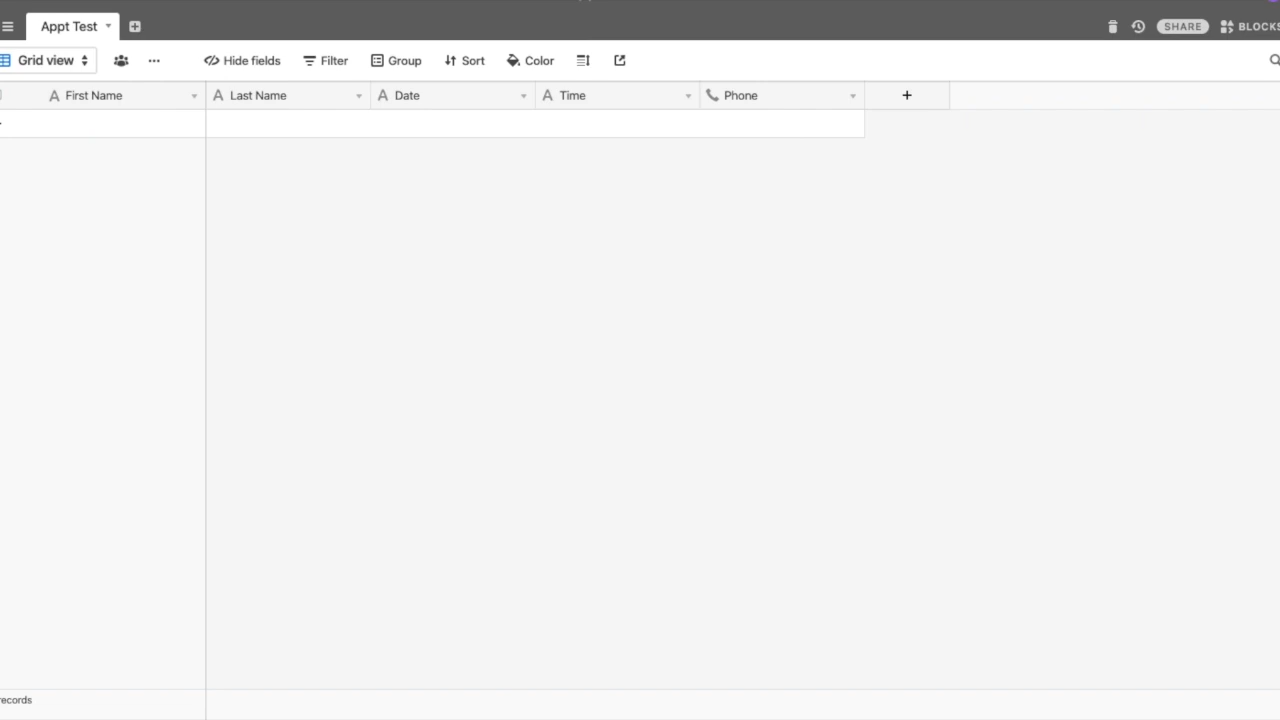 Appt Test
SHARE BLOCKS
Grid view Hide fields Filter Group Sort Color
First Name Last Name Date Time Phone
records